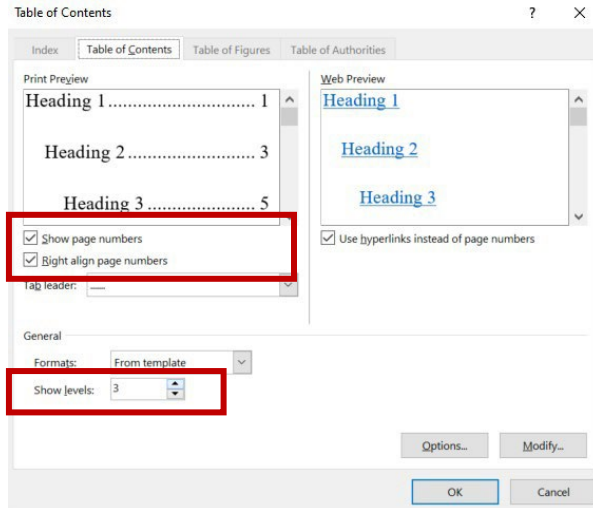 Table of Contents ? ×
Index Table of Contents Table of Figures Table of Authorities
Print Preview
Heading 1.............................. 1
Heading 2.......................... 3
Heading 3...................... 5
Show page numbers
Right align page numbers
Tab leader: ......
Web Preview
Heading 1
Heading 2
Heading 3
Use hyperlinks instead of page numbers
General
Formats: From template
Show levels: 3
Options... Modify...
OK Cancel